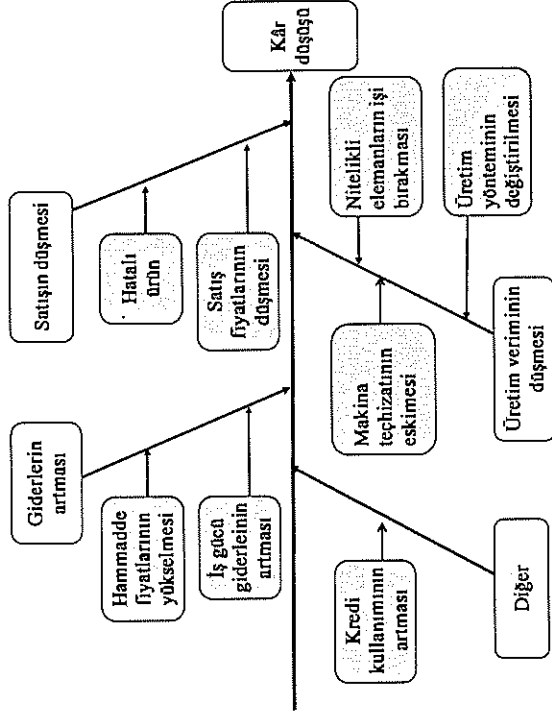 Giderlerin
artması
Satışın düşmesi
Hammadde
fiyatlarının
yükselmesi
Hatalı
ürün
İş gücü
giderleinin
artması
Satış
fiyatlarının
düşmesi
Kâr
düşüşü
Kredi
kullanımının
artması
Makina
teçhizatının
eskimesi
Nitelikli
elemanların işi
bırakması
Üretim
yönteminin
değiştirilmesi
Diğer
Üretim veriminin
düşmesi